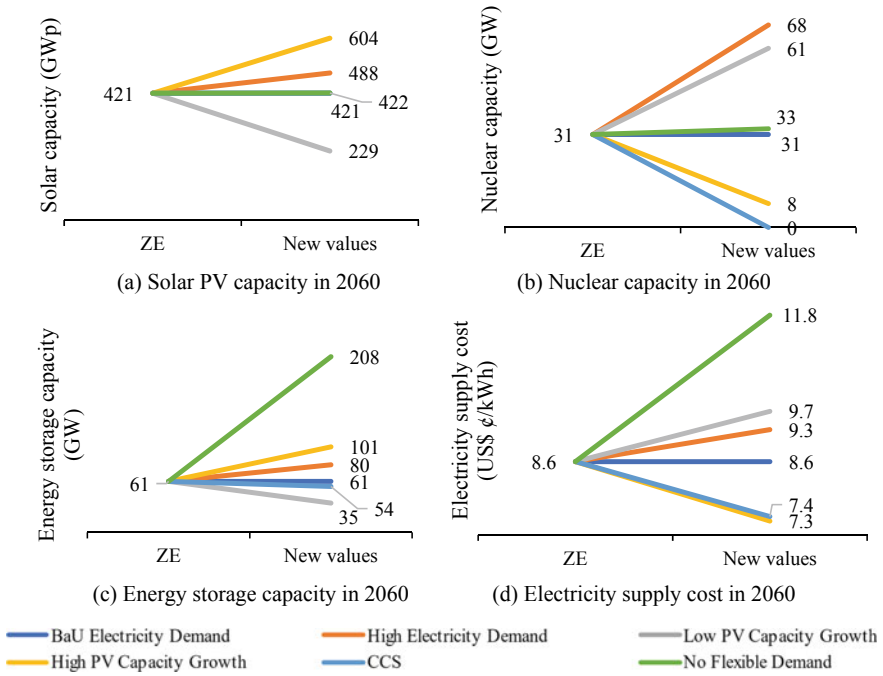 Solar capacity (GWp)
421
604
488
421
422
229
ZE
New values
(a) Solar PV capacity in 2060
Nuclear capacity (GW)
31
68
61
33
31
8
0
ZE
New values
(b) Nuclear capacity in 2060
Energy storage capacity
(GW)
61
208
101
80
61
54
35
ZE
New values
(c) Energy storage capacity in 2060
Electricity supply cost
(US$ ¢/kWh)
8.6
11.8
9.7
9.3
8.6
7.4
7.3
ZE
New values
(d) Electricity supply cost in 2060
BaU Electricity Demand
High Electricity Demand
Low PV Capacity Growth
High PV Capacity Growth
CCS
No Flexible Demand